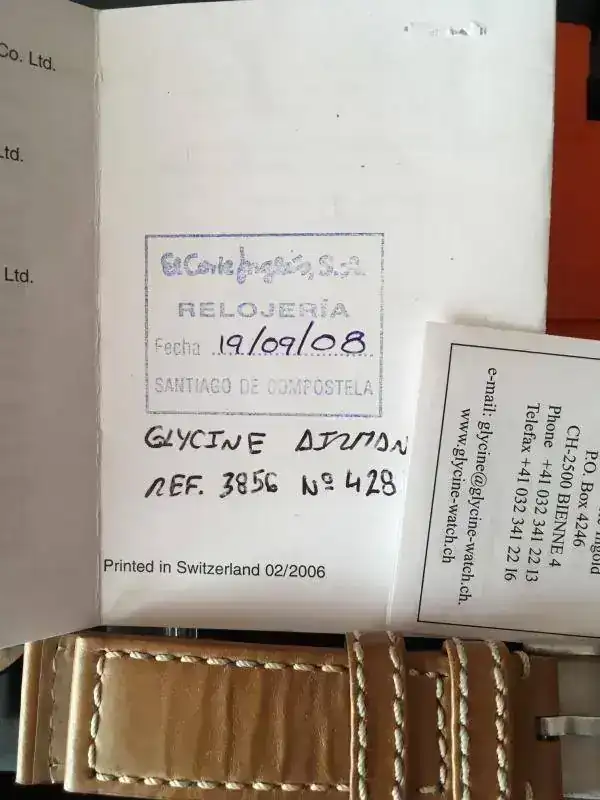 Co. Ltd.
Ltd.
Ltd.
El Corte Inglés, S.A.
RELOJERÍA
Fecha 19/09/08
SANTIAGO DE COMPOSTELA
GLYCINE AIRMAN
REF. 3856 Nº 428
Printed in Switzerland 02/2006
Ingold
P.O. Box 4246
CH-2500 BIENNE 4
Phone +41 032 341 22 13
Telefax +41 032 341 22 16
e-mail: glycine@glycine-watch.ch.
www.glycine-watch.ch